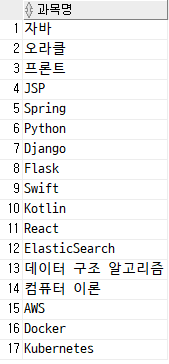 과목명
1 자바
2 오라클
3 프론트
4 JSP
5 Spring
6 Python
7 Django
8 Flask
9 Swift
10 Kotlin
11 React
12 ElasticSearch
13 데이터 구조 알고리즘
14 컴퓨터 이론
15 AWS
16 Docker
17 Kubernetes